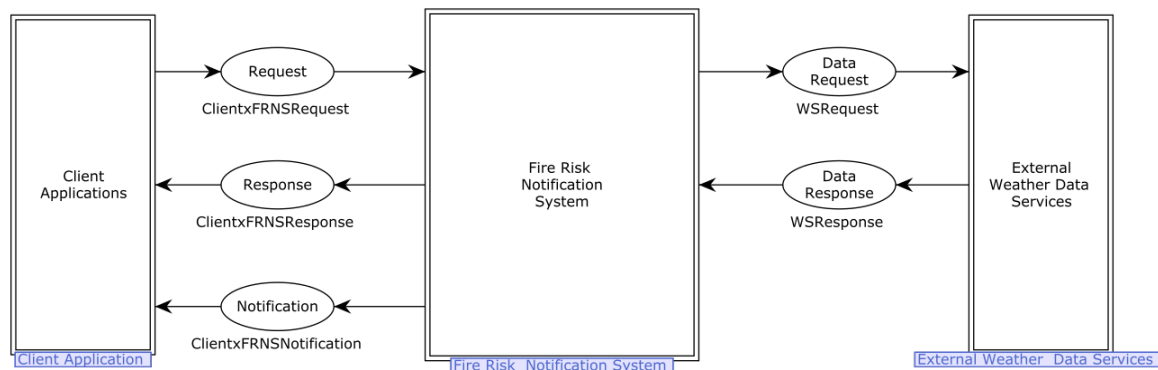 Request
ClientxFRNSRequest
Data
Request
WSRequest
Client
Applications
Response
ClientxFRNSResponse
Fire Risk
Notification
System
Data
Response
WSResponse
External
Weather Data
Services
Notification
ClientxFRNSNotification
Client Application
Fire Risk Notification System
External Weather Data Services